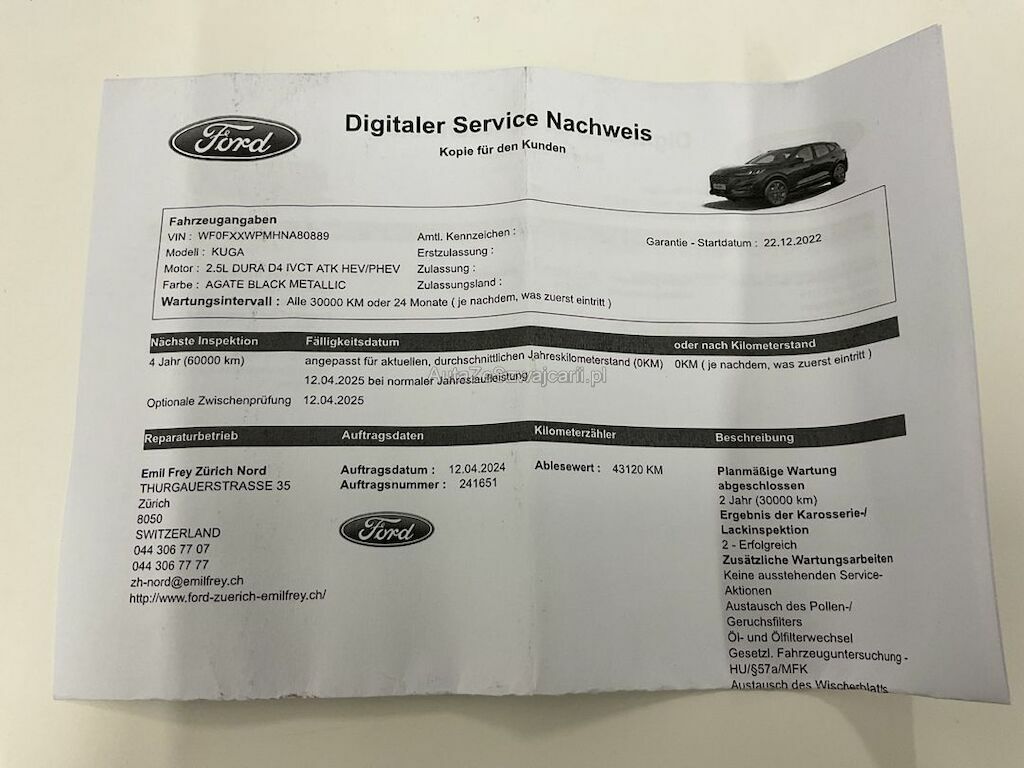 Ford
Digitaler Service Nachweis
Kopie für den Kunden
Fahrzeugangaben
VIN : WF0FXXWPMHNA80889
Modell : KUGA
Motor : 2.5L DURA D4 IVCT ATK HEV/PHEV
Farbe : AGATE BLACK METALLIC
Amtl. Kennzeichen :
Erstzulassung :
Zulassung :
Zulassungsland :
Garantie - Startdatum : 22.12.2022
Wartungsintervall : Alle 30000 KM oder 24 Monate ( je nachdem, was zuerst eintritt )
Nächste Inspektion Fälligkeitsdatum oder nach Kilometerstand
4 Jahr (60000 km) angepasst für aktuellen, durchschnittlichen Jahreskilometerstand (0KM) 0KM ( je nachdem, was zuerst eintritt )
12.04.2025 bei normaler Jahreslaufleistung
AutaZeSzwajcarii.pl
Optionale Zwischenprüfung 12.04.2025
Reparaturbetrieb Auftragsdaten Kilometerzähler Beschreibung
Emil Frey Zürich Nord
THURGAUERSTRASSE 35
Zürich
8050
SWITZERLAND
044 306 77 07
044 306 77 77
zh-nord@emilfrey.ch
http://www.ford-zuerich-emilfrey.ch/
Auftragsdatum : 12.04.2024
Auftragsnummer : 241651
Ford
Ablesewert : 43120 KM
Planmäßige Wartung
abgeschlossen
2 Jahr (30000 km)
Ergebnis der Karosserie-/
Lackinspektion
2 - Erfolgreich
Zusätzliche Wartungsarbeiten
Keine ausstehenden Service-
Aktionen
Austausch des Pollen-/
Geruchsfilters
Öl- und Ölfilterwechsel
Gesetzl. Fahrzeuguntersuchung -
HU/§57a/MFK
Austausch des Wischerblatts